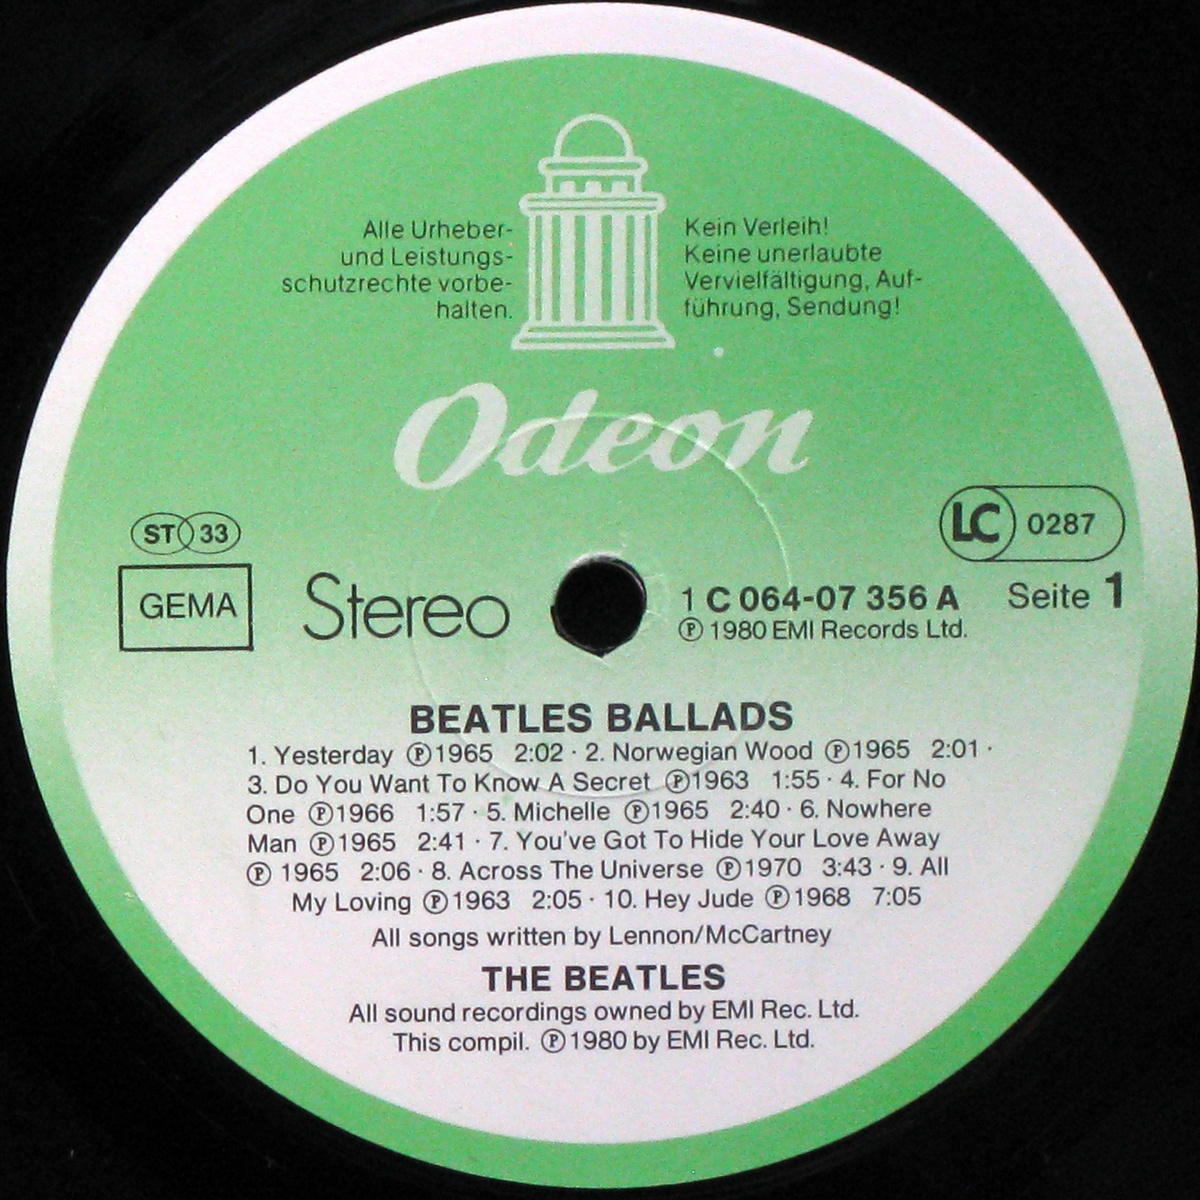 Alle Urheber-
und Leistungs-
schutzrechte vorbe-
halten.
Kein Verleih!
Keine unerlaubte
Vervielfältigung, Auf-
führung, Sendung!
Odeon
ST 33
GEMA
Stereo
LC 0287
1 C 064-07 356 A
℗ 1980 EMI Records Ltd.
Seite 1
BEATLES BALLADS
1. Yesterday ℗1965 2:02 · 2. Norwegian Wood ℗1965 2:01 ·
3. Do You Want To Know A Secret ℗1963 1:55 · 4. For No
One ℗1966 1:57 · 5. Michelle ℗1965 2:40 · 6. Nowhere
Man ℗1965 2:41 · 7. You've Got To Hide Your Love Away
℗ 1965 2:06 · 8. Across The Universe ℗1970 3:43 · 9. All
My Loving ℗1963 2:05 · 10. Hey Jude ℗1968 7:05
All songs written by Lennon/McCartney
THE BEATLES
All sound recordings owned by EMI Rec. Ltd.
This compil. ℗1980 by EMI Rec. Ltd.